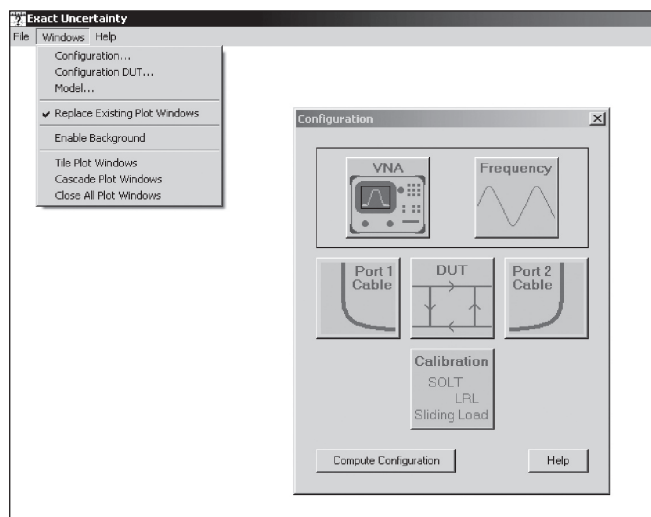 Exact Uncertainty
File Windows Help
Configuration...
Configuration DUT...
Model...
Replace Existing Plot Windows
Enable Background
Tile Plot Windows
Cascade Plot Windows
Close All Plot Windows
Configuration
VNA
Frequency
Port 1
Cable
DUT
Port 2
Cable
Calibration
SOLT
LRL
Sliding Load
Compute Configuration
Help